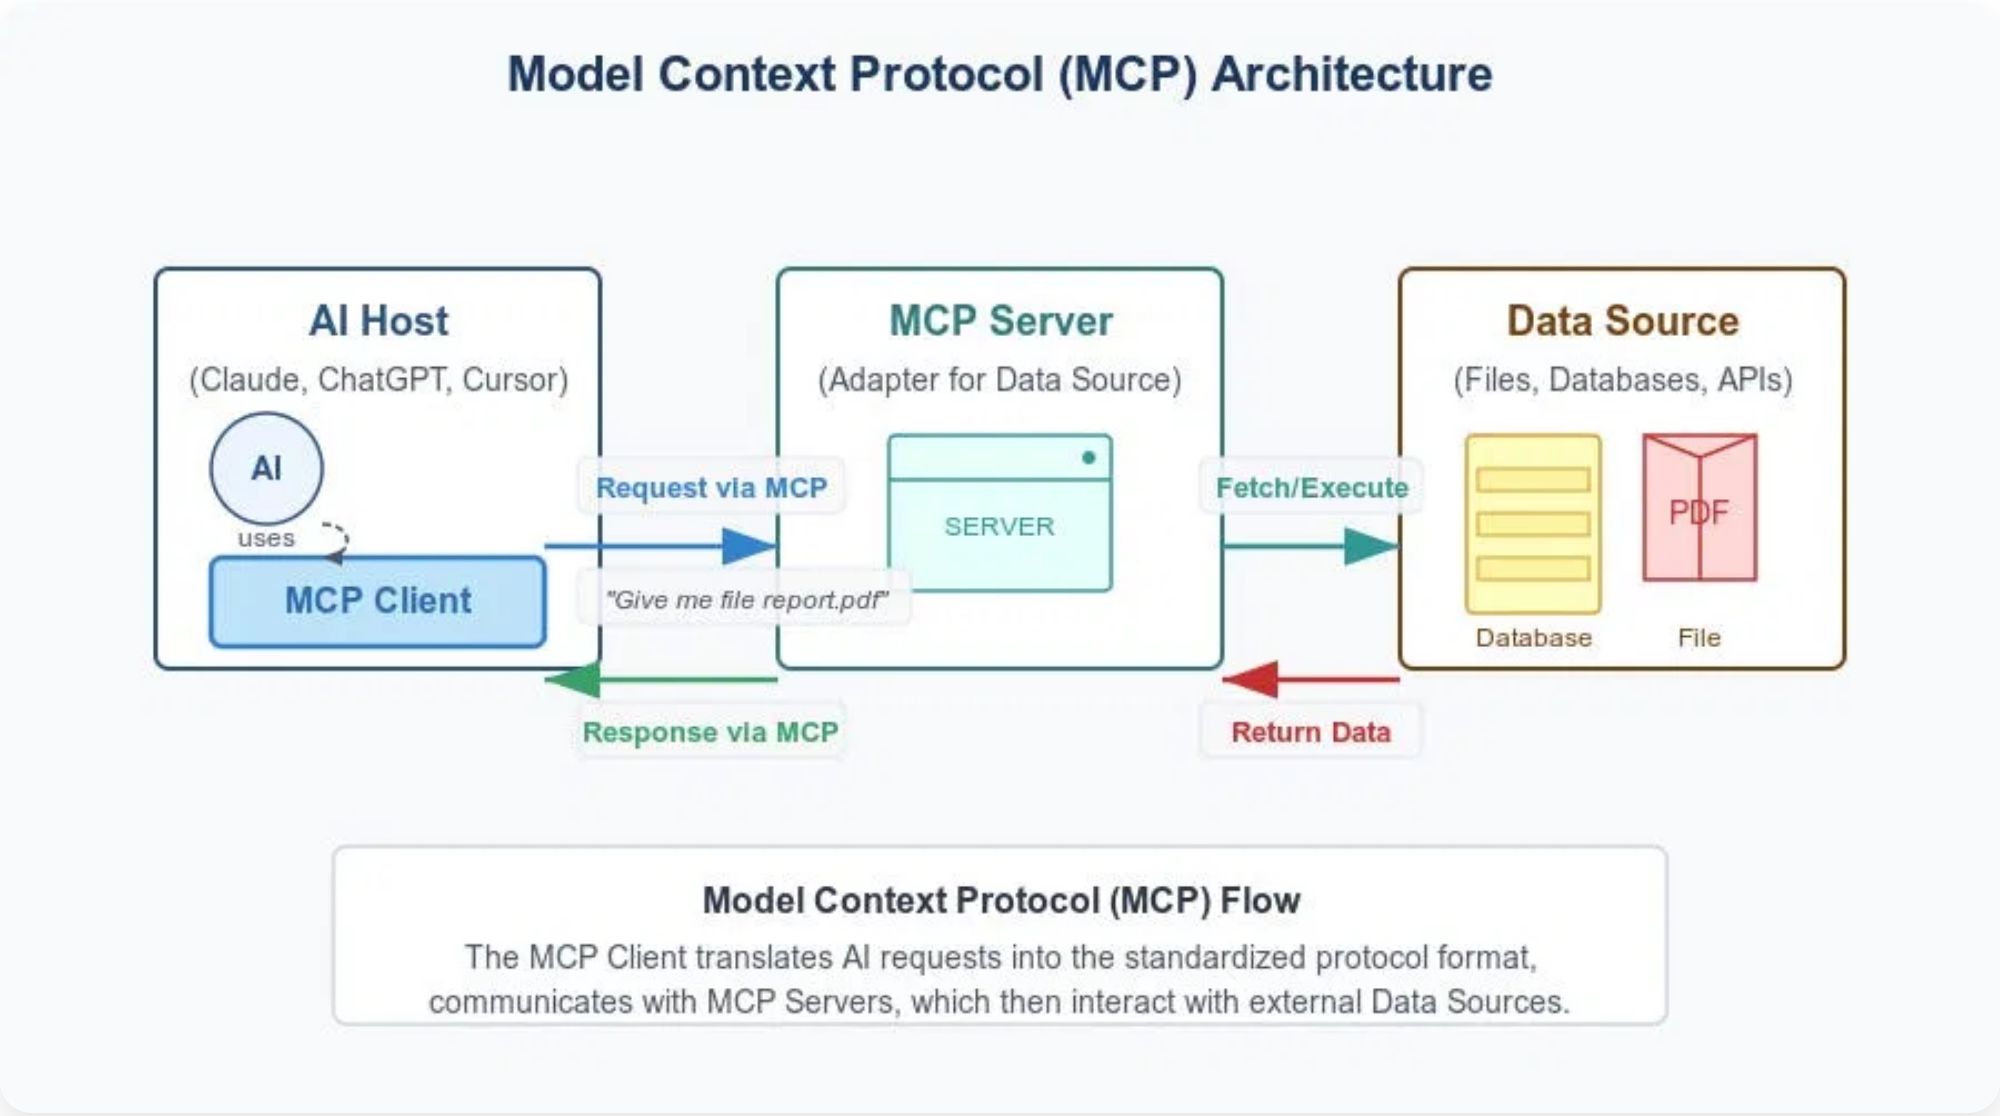 Model Context Protocol (MCP) Architecture
AI Host
(Claude, ChatGPT, Cursor)
AI
uses
MCP Client
Request via MCP
"Give me file report.pdf"
Response via MCP
MCP Server
(Adapter for Data Source)
SERVER
Fetch/Execute
Return Data
Data Source
(Files, Databases, APIs)
PDF
Database
File
Model Context Protocol (MCP) Flow
The MCP Client translates AI requests into the standardized protocol format,
communicates with MCP Servers, which then interact with external Data Sources.